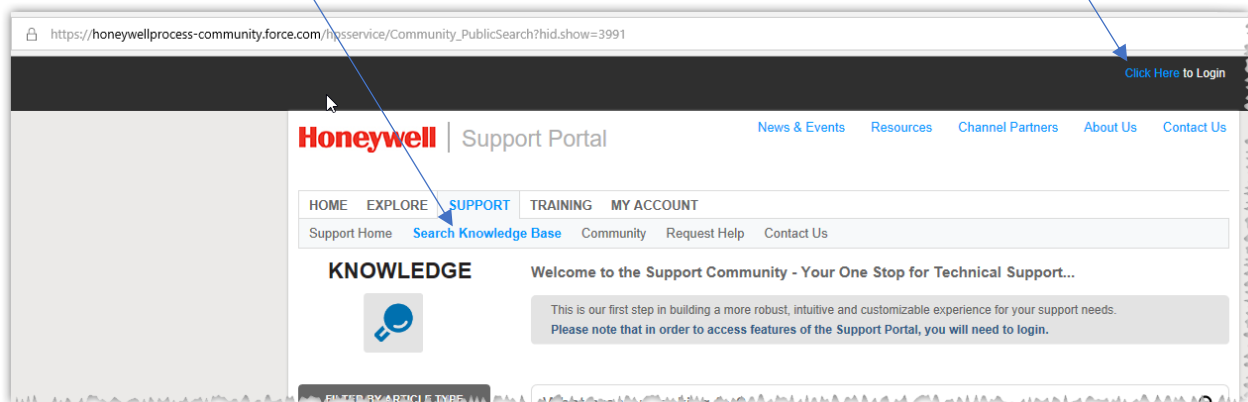 https://honeywellprocess-community.force.com/hpsservice/Community_PublicSearch?hid.show=3991
Click Here to Login
Honeywell | Support Portal
News & Events Resources Channel Partners About Us Contact Us
HOME EXPLORE SUPPORT TRAINING MY ACCOUNT
Support Home Search Knowledge Base Community Request Help Contact Us
KNOWLEDGE
Welcome to the Support Community - Your One Stop for Technical Support...
This is our first step in building a more robust, intuitive and customizable experience for your support needs.
Please note that in order to access features of the Support Portal, you will need to login.
FILTER BY ARTICLE TYPE